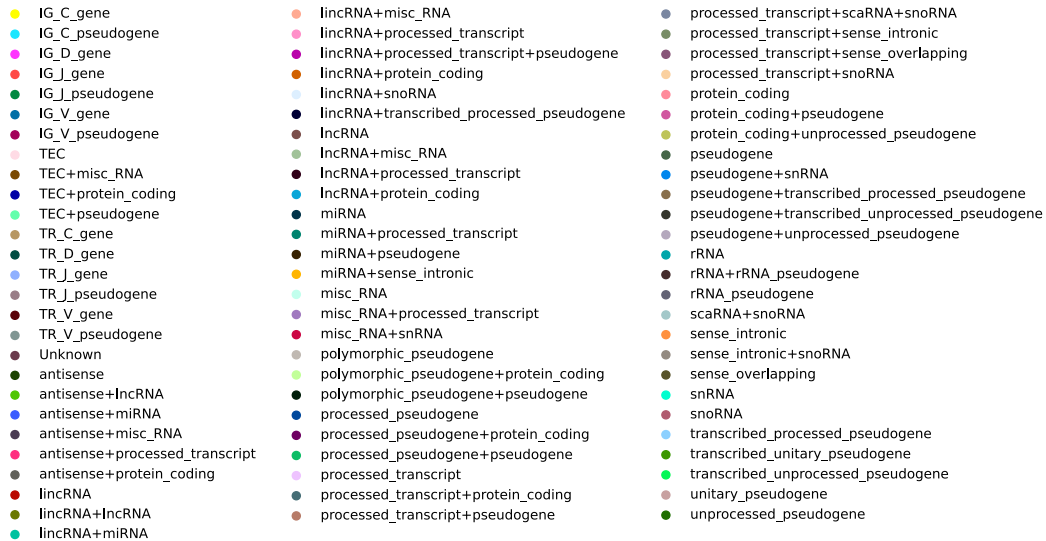 IG_C_gene
IG_C_pseudogene
IG_D_gene
IG_J_gene
IG_J_pseudogene
IG_V_gene
IG_V_pseudogene
TEC
TEC+misc_RNA
TEC+protein_coding
TEC+pseudogene
TR_C_gene
TR_D_gene
TR_J_gene
TR_J_pseudogene
TR_V_gene
TR_V_pseudogene
Unknown
antisense
antisense+lncRNA
antisense+miRNA
antisense+misc_RNA
antisense+processed_transcript
antisense+protein_coding
lincRNA
lincRNA+lncRNA
lincRNA+miRNA
lincRNA+misc_RNA
lincRNA+processed_transcript
lincRNA+processed_transcript+pseudogene
lincRNA+protein_coding
lincRNA+snoRNA
lincRNA+transcribed_processed_pseudogene
lncRNA
lncRNA+misc_RNA
lncRNA+processed_transcript
lncRNA+protein_coding
miRNA
miRNA+processed_transcript
miRNA+pseudogene
miRNA+sense_intronic
misc_RNA
misc_RNA+processed_transcript
misc_RNA+snRNA
polymorphic_pseudogene
polymorphic_pseudogene+protein_coding
polymorphic_pseudogene+pseudogene
processed_pseudogene
processed_pseudogene+protein_coding
processed_pseudogene+pseudogene
processed_transcript
processed_transcript+protein_coding
processed_transcript+pseudogene
processed_transcript+scaRNA+snoRNA
processed_transcript+sense_intronic
processed_transcript+sense_overlapping
processed_transcript+snoRNA
protein_coding
protein_coding+pseudogene
protein_coding+unprocessed_pseudogene
pseudogene
pseudogene+snRNA
pseudogene+transcribed_processed_pseudogene
pseudogene+transcribed_unprocessed_pseudogene
pseudogene+unprocessed_pseudogene
rRNA
rRNA+rRNA_pseudogene
rRNA_pseudogene
scaRNA+snoRNA
sense_intronic
sense_intronic+snoRNA
sense_overlapping
snRNA
snoRNA
transcribed_processed_pseudogene
transcribed_unitary_pseudogene
transcribed_unprocessed_pseudogene
unitary_pseudogene
unprocessed_pseudogene